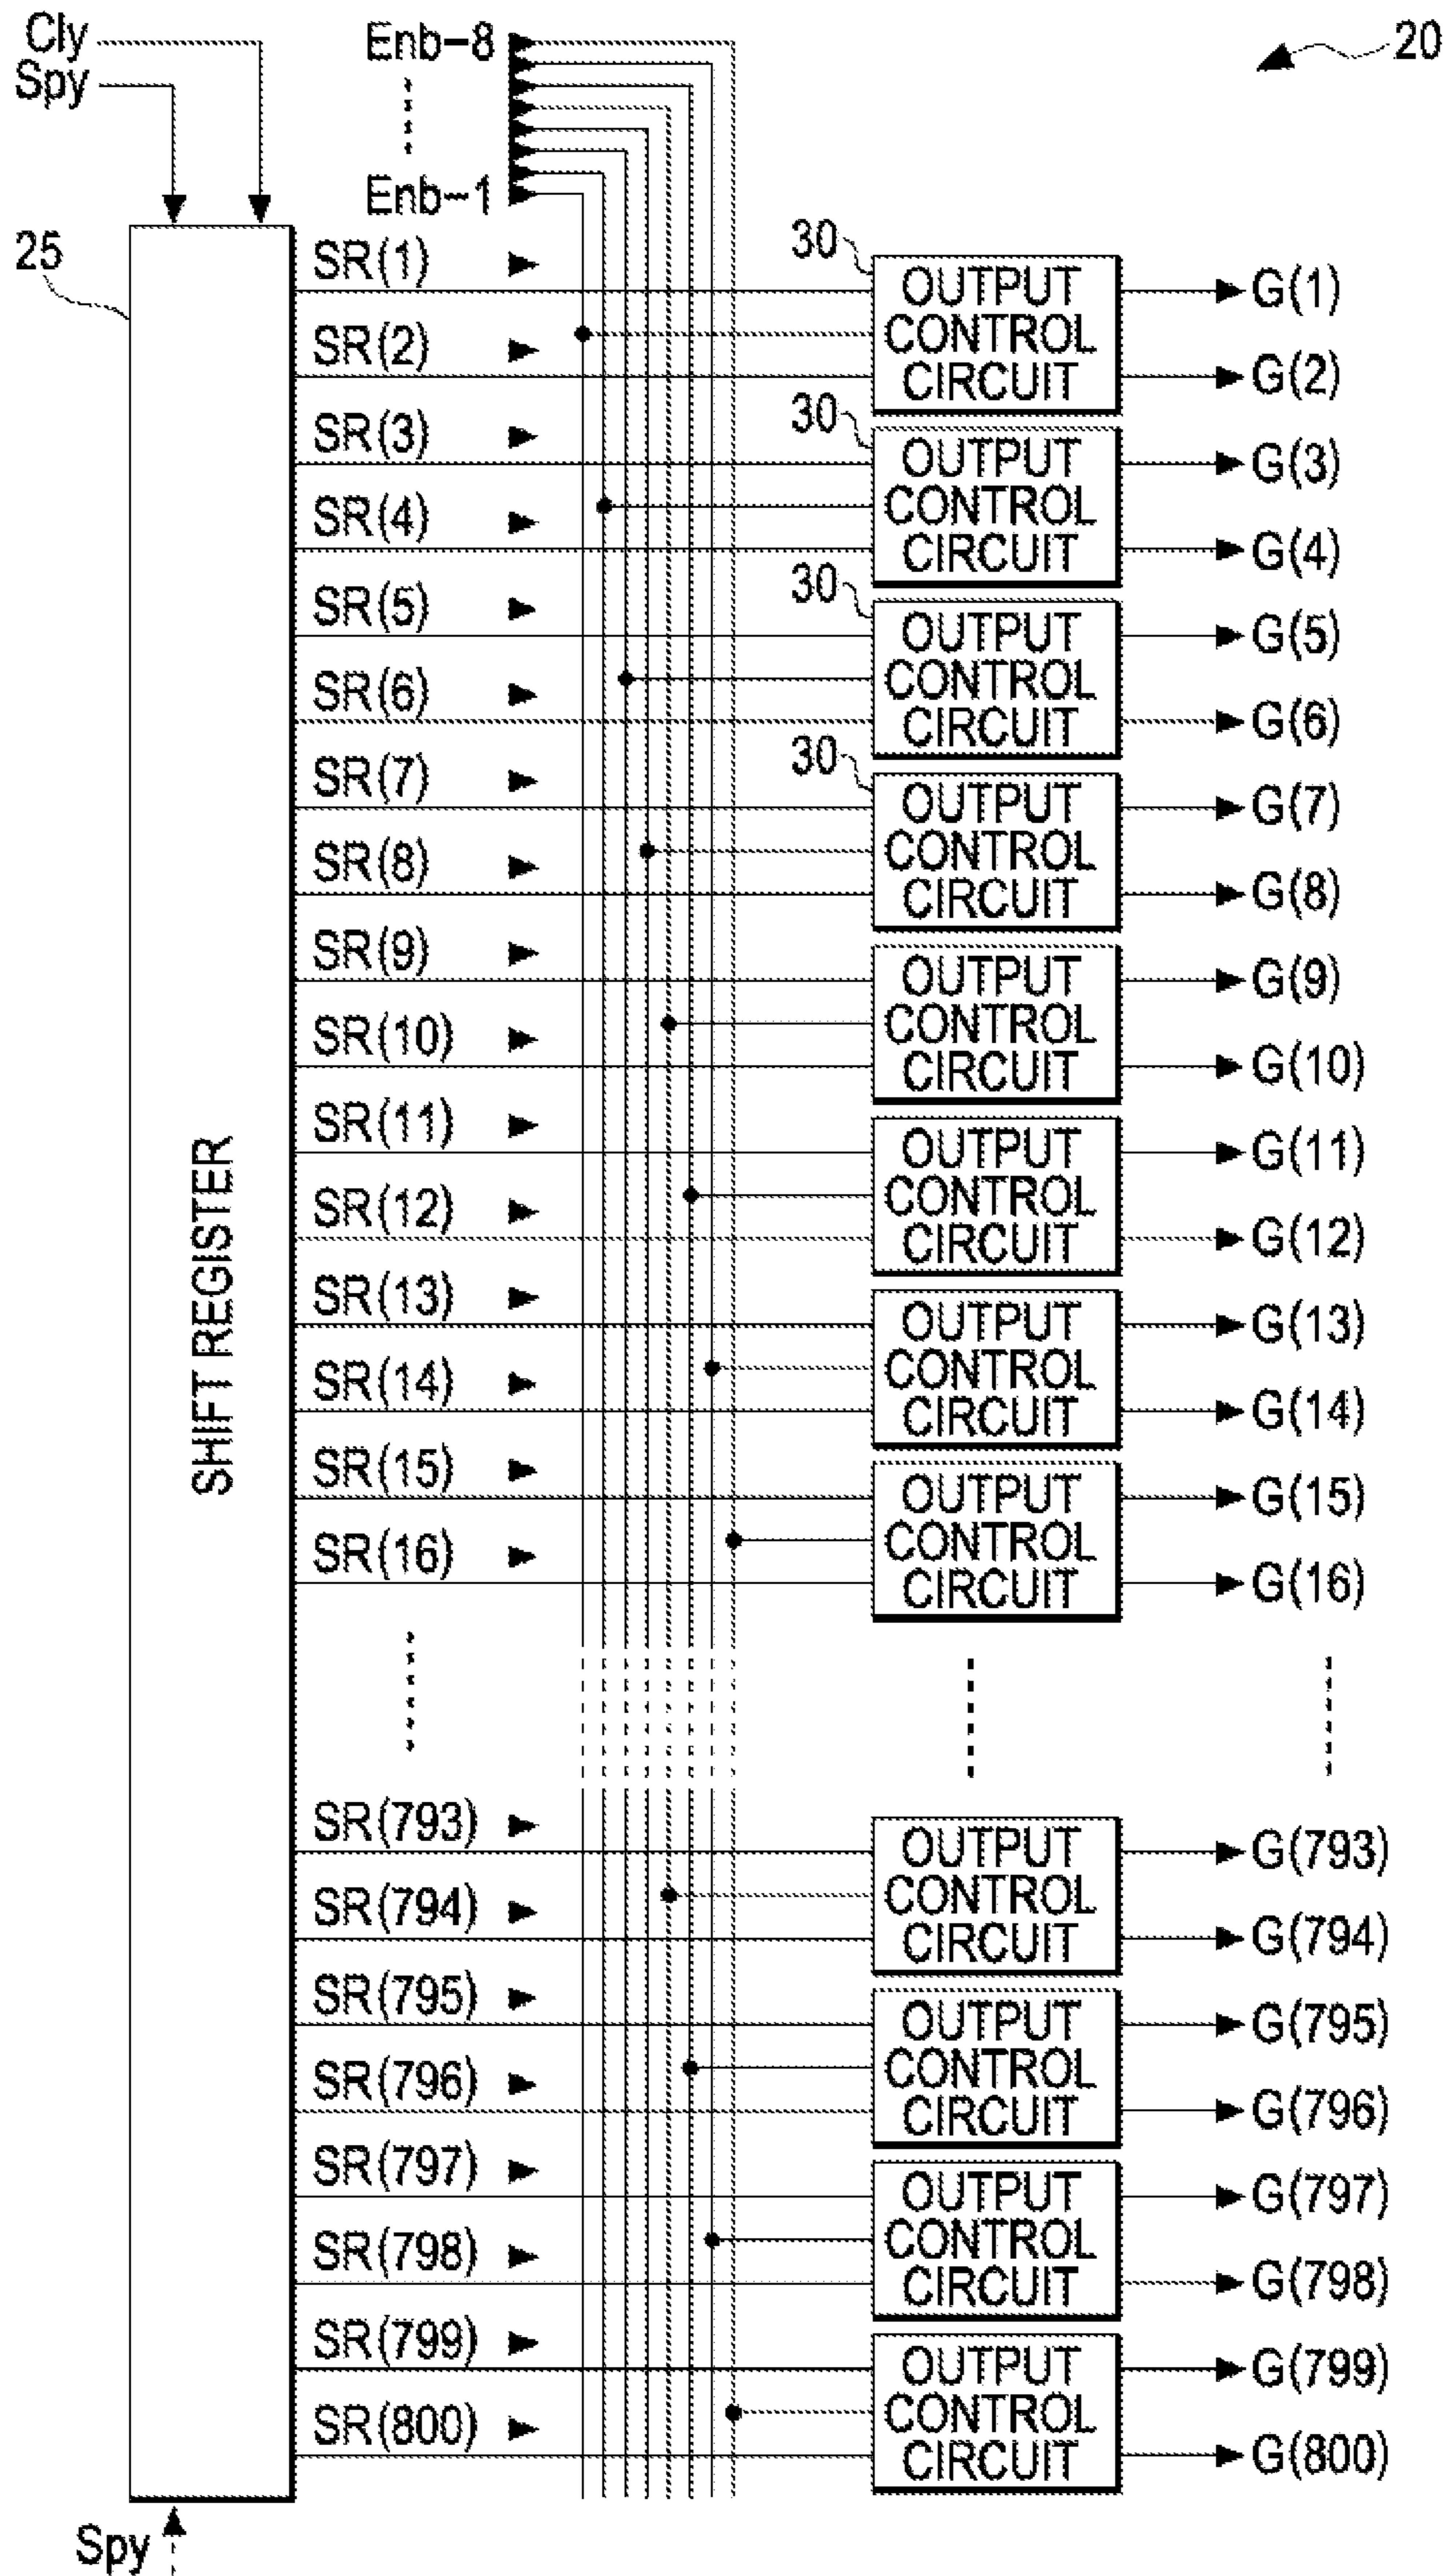 Cly
Spy
Enb-8
Enb-1
20
25
SHIFT REGISTER
SR(1)
SR(2)
SR(3)
SR(4)
SR(5)
SR(6)
SR(7)
SR(8)
SR(9)
SR(10)
SR(11)
SR(12)
SR(13)
SR(14)
SR(15)
SR(16)
SR(793)
SR(794)
SR(795)
SR(796)
SR(797)
SR(798)
SR(799)
SR(800)
30
OUTPUT
CONTROL
CIRCUIT
30
OUTPUT
CONTROL
CIRCUIT
30
OUTPUT
CONTROL
CIRCUIT
30
OUTPUT
CONTROL
CIRCUIT
OUTPUT
CONTROL
CIRCUIT
OUTPUT
CONTROL
CIRCUIT
OUTPUT
CONTROL
CIRCUIT
OUTPUT
CONTROL
CIRCUIT
OUTPUT
CONTROL
CIRCUIT
OUTPUT
CONTROL
CIRCUIT
OUTPUT
CONTROL
CIRCUIT
OUTPUT
CONTROL
CIRCUIT
G(1)
G(2)
G(3)
G(4)
G(5)
G(6)
G(7)
G(8)
G(9)
G(10)
G(11)
G(12)
G(13)
G(14)
G(15)
G(16)
G(793)
G(794)
G(795)
G(796)
G(797)
G(798)
G(799)
G(800)
Spy